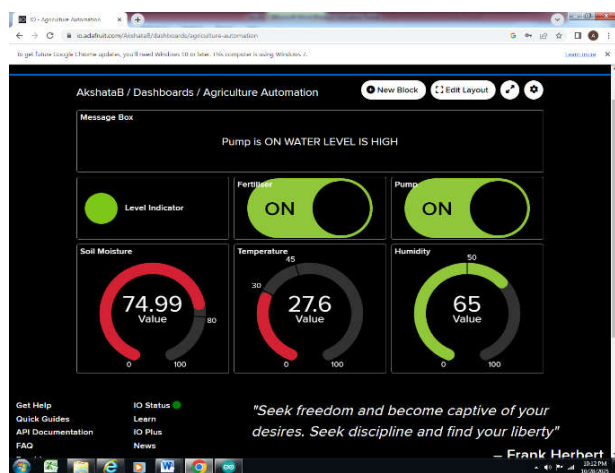 IO - Agriculture Automation
io.adafruit.com/AkshataB/dashboards/agriculture-automation
To get future Google Chrome updates, you'll need Windows 10 or later. This computer is using Windows 7.
Learn more
AkshataB / Dashboards / Agriculture Automation
New Block
Edit Layout
Message Box
Pump is ON WATER LEVEL IS HIGH
Level Indicator
Fertiliser
ON
Pump
ON
Soil Moisture
74.99
Value
80
0
100
Temperature
45
30
27.6
Value
0
100
Humidity
50
65
Value
0
100
Get Help
Quick Guides
API Documentation
FAQ
IO Status
Learn
IO Plus
News
"Seek freedom and become captive of your
desires. Seek discipline and find your liberty"
– Frank Herbert
10:12 PM